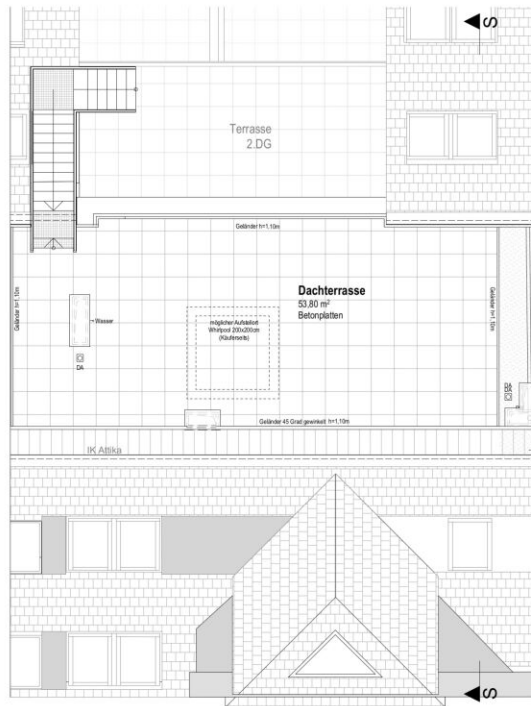 S
Terrasse
2.DG
Geländer h=1,10m
Geländer h=1,10m
Dachterrasse
53,80 m²
Betonplatten
Geländer h=1,10m
Wasser
möglicher Aufstellort
Whirlpool 200x200cm
(Käuferseits)
DA
DA
Geländer 45 Grad gewinkelt h=1,10m
IK Attika
S